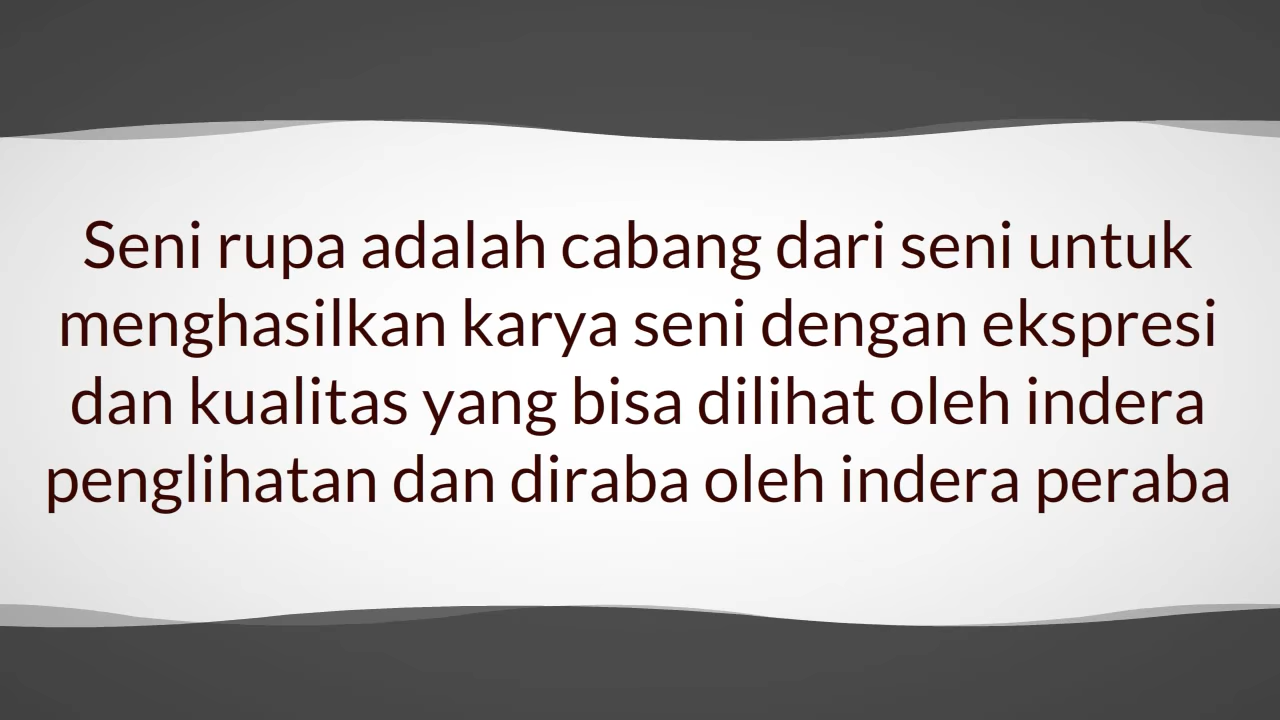 Seni rupa adalah cabang dari seni untuk
menghasilkan karya seni dengan ekspresi
dan kualitas yang bisa dilihat oleh indera
penglihatan dan diraba oleh indera peraba